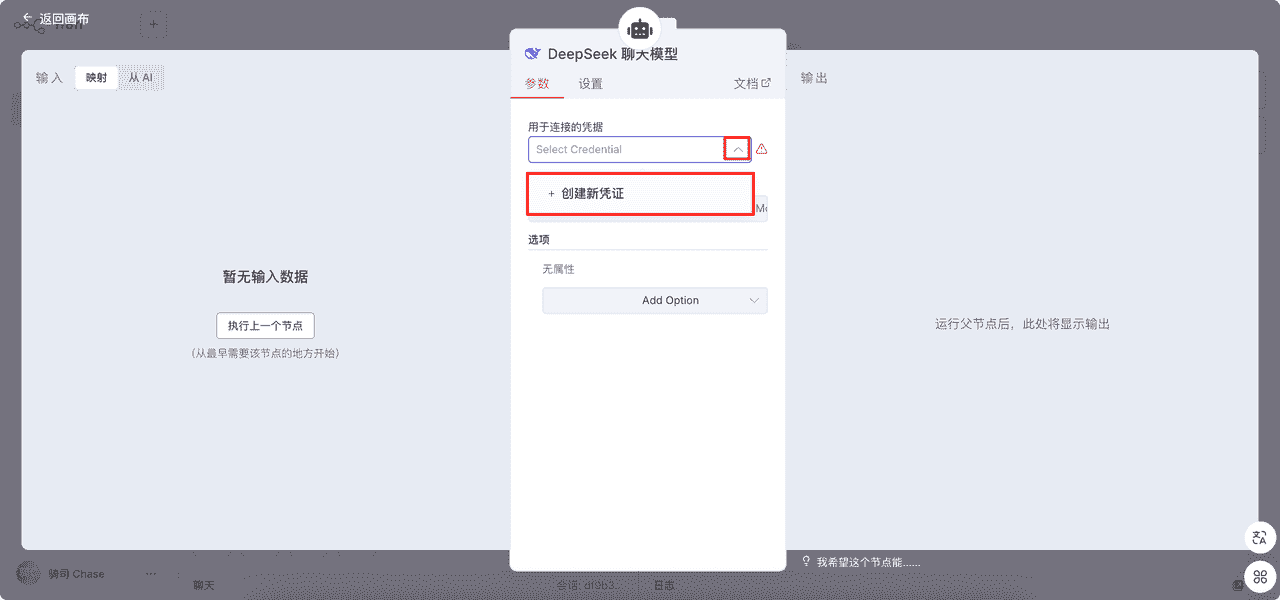 返回画布
DeepSeek 聊天模型
输入
映射
从 AI
参数
设置
文档
输出
用于连接的凭据
Select Credential
+ 创建新凭证
选项
无属性
Add Option
暂无输入数据
执行上一个节点
(从最早需要该节点的地方开始)
运行父节点后，此处将显示输出
我希望这个节点能......
骑司 Chase
...
聊天
日志